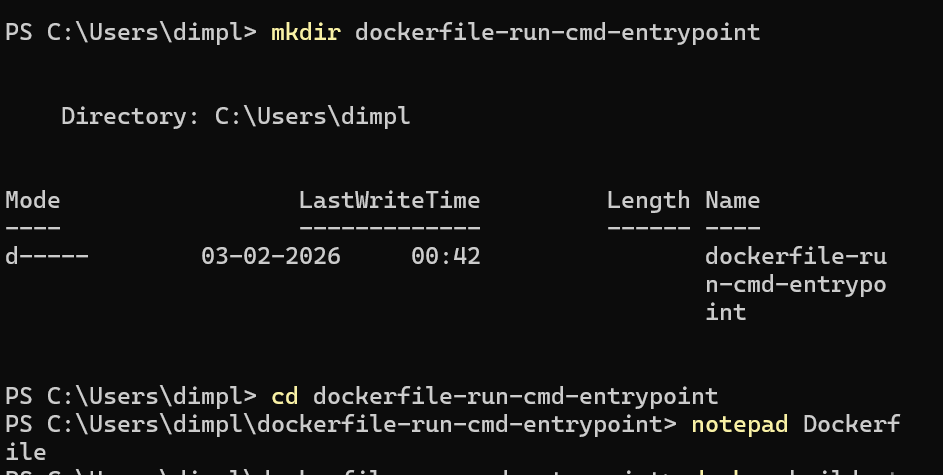 PS C:\Users\dimpl> mkdir dockerfile-run-cmd-entrypoint
Directory: C:\Users\dimpl
Mode LastWriteTime Length Name
---- ------------- ------ ----
d----- 03-02-2026 00:42 dockerfile-ru
n-cmd-entrypo
int
PS C:\Users\dimpl> cd dockerfile-run-cmd-entrypoint
PS C:\Users\dimpl\dockerfile-run-cmd-entrypoint> notepad Dockerf
ile